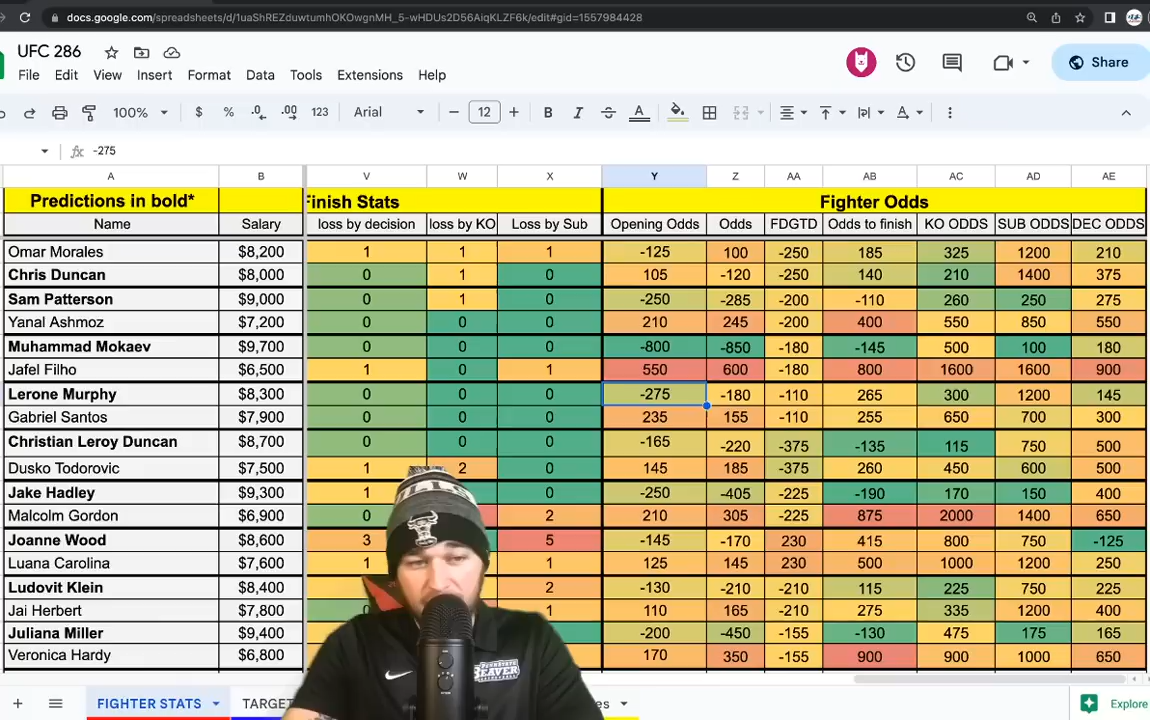 docs.google.com/spreadsheets/d/1uaShREZduwtumhOKOwgnMH_5-wHDUs2D56AiqKLZF6k/edit#gid=1557984428
UFC 286
File Edit View Insert Format Data Tools Extensions Help
Share
100% $ % .0 .00 123 Arial − 12 + B I S A
fx -275
A B V W X Y Z AA AB AC AD AE
Predictions in bold* Finish Stats Fighter Odds
Name Salary loss by decision loss by KO Loss by Sub Opening Odds Odds FDGTD Odds to finish KO ODDS SUB ODDS DEC ODDS
Omar Morales $8,200 1 1 1 -125 100 -250 185 325 1200 210
Chris Duncan $8,000 0 1 0 105 -120 -250 140 210 1400 375
Sam Patterson $9,000 0 1 0 -250 -285 -200 -110 260 250 275
Yanal Ashmoz $7,200 0 0 0 210 245 -200 400 550 850 550
Muhammad Mokaev $9,700 0 0 0 -800 -850 -180 -145 500 100 180
Jafel Filho $6,500 1 0 1 550 600 -180 800 1600 1600 900
Lerone Murphy $8,300 0 0 0 -275 -180 -110 265 300 1200 145
Gabriel Santos $7,900 0 0 0 235 155 -110 255 650 700 300
Christian Leroy Duncan $8,700 0 0 0 -165 -220 -375 -135 115 750 500
Dusko Todorovic $7,500 1 2 0 145 185 -375 260 450 600 500
Jake Hadley $9,300 1 0 -250 -405 -225 -190 170 150 400
Malcolm Gordon $6,900 0 2 210 305 -225 875 2000 1400 650
Joanne Wood $8,600 3 5 -145 -170 230 415 800 750 -125
Luana Carolina $7,600 1 1 125 145 230 500 1000 1200 250
Ludovit Klein $8,400 2 -130 -210 -210 115 225 750 225
Jai Herbert $7,800 0 1 110 165 -210 275 335 1200 400
Juliana Miller $9,400 -200 -450 -155 -130 475 175 165
Veronica Hardy $6,800 170 350 -155 900 900 1000 650
BEAVER
FIGHTER STATS TARGET
Explore